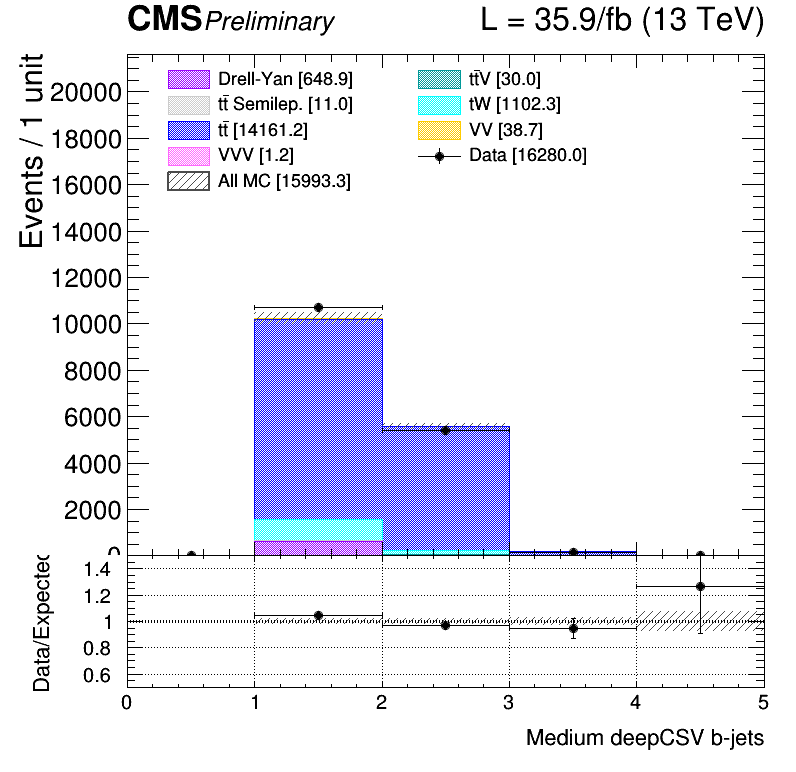 CMS Preliminary L = 35.9/fb (13 TeV)
Events / 1 unit
20000
18000
16000
14000
12000
10000
8000
6000
4000
2000
0
Drell-Yan [648.9]
tt̄ Semilep. [11.0]
tt̄ [14161.2]
VVV [1.2]
All MC [15993.3]
tt̄V [30.0]
tW [1102.3]
VV [38.7]
Data [16280.0]
Data/Expected
1.4
1.2
1
0.8
0.6
0 1 2 3 4 5
Medium deepCSV b-jets